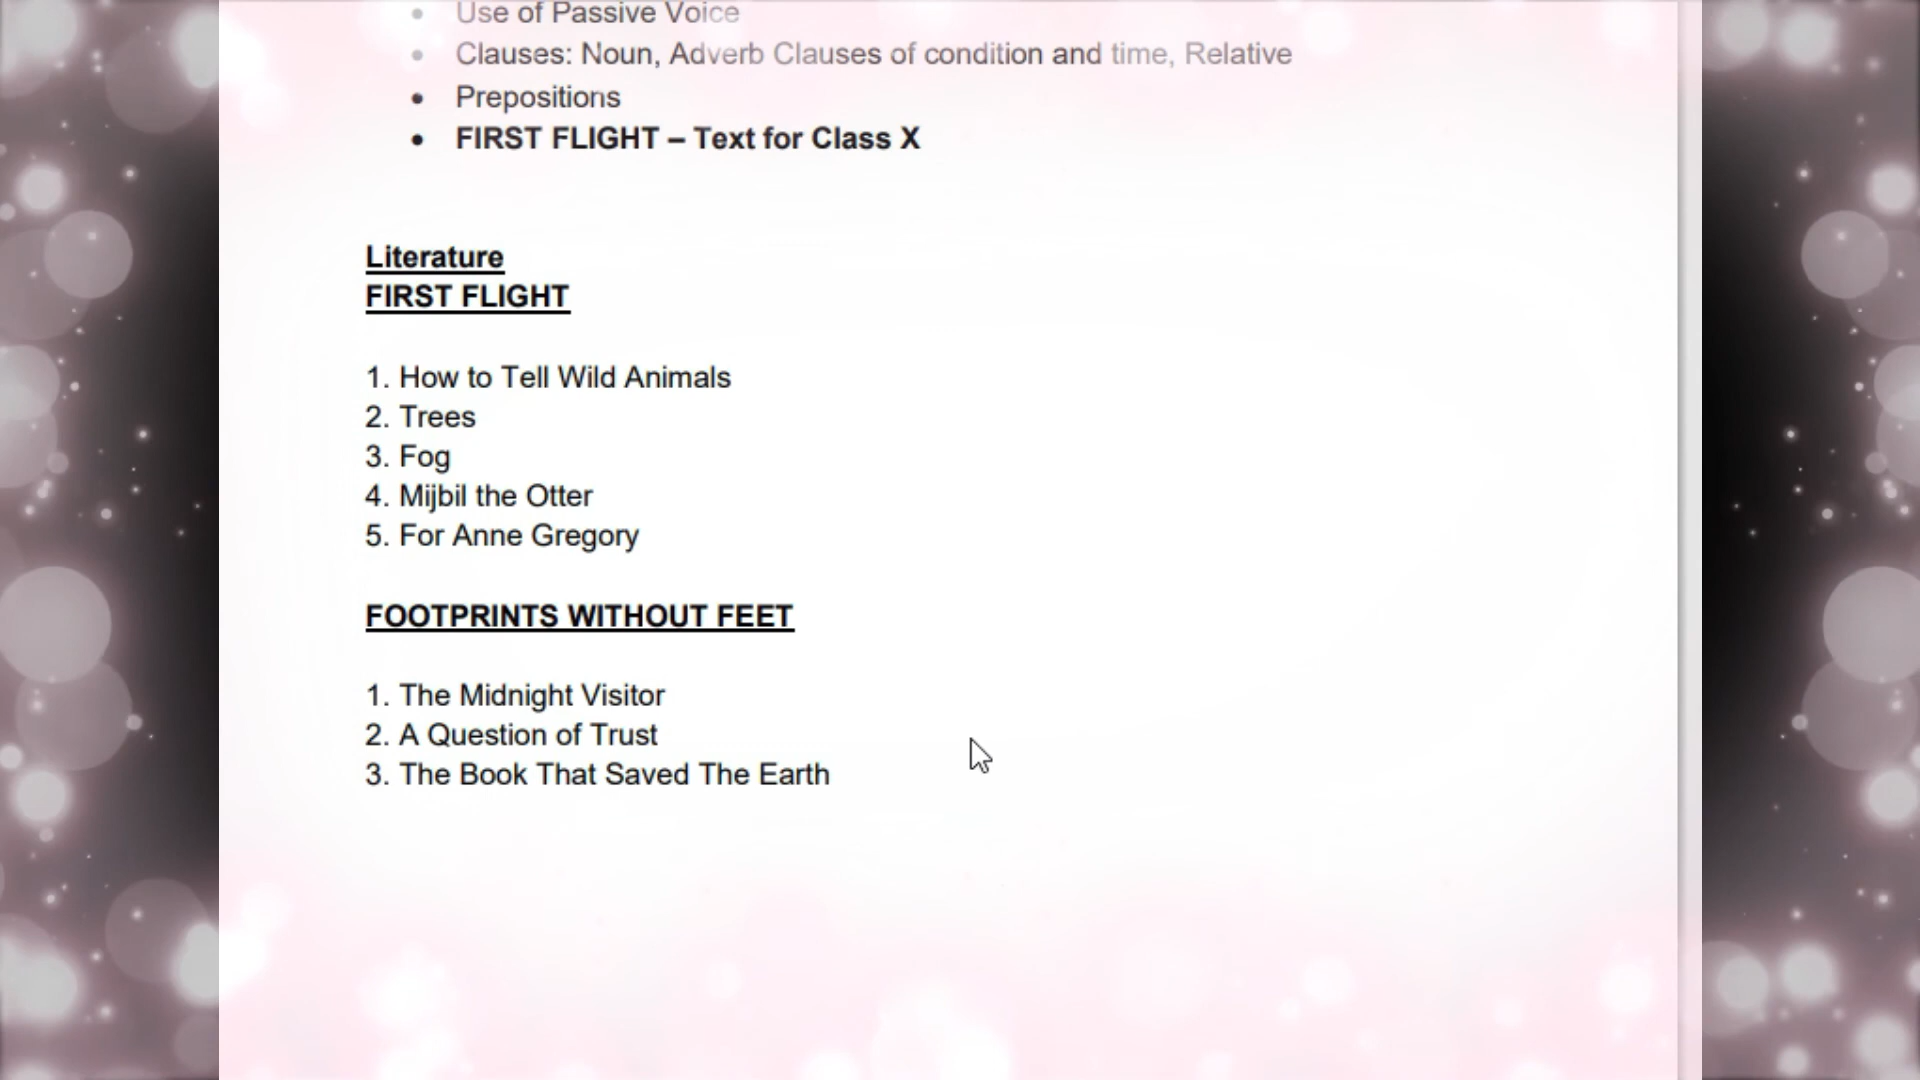 • Use of Passive Voice
• Clauses: Noun, Adverb Clauses of condition and time, Relative
• Prepositions
• FIRST FLIGHT – Text for Class X
Literature
FIRST FLIGHT
1. How to Tell Wild Animals
2. Trees
3. Fog
4. Mijbil the Otter
5. For Anne Gregory
FOOTPRINTS WITHOUT FEET
1. The Midnight Visitor
2. A Question of Trust
3. The Book That Saved The Earth